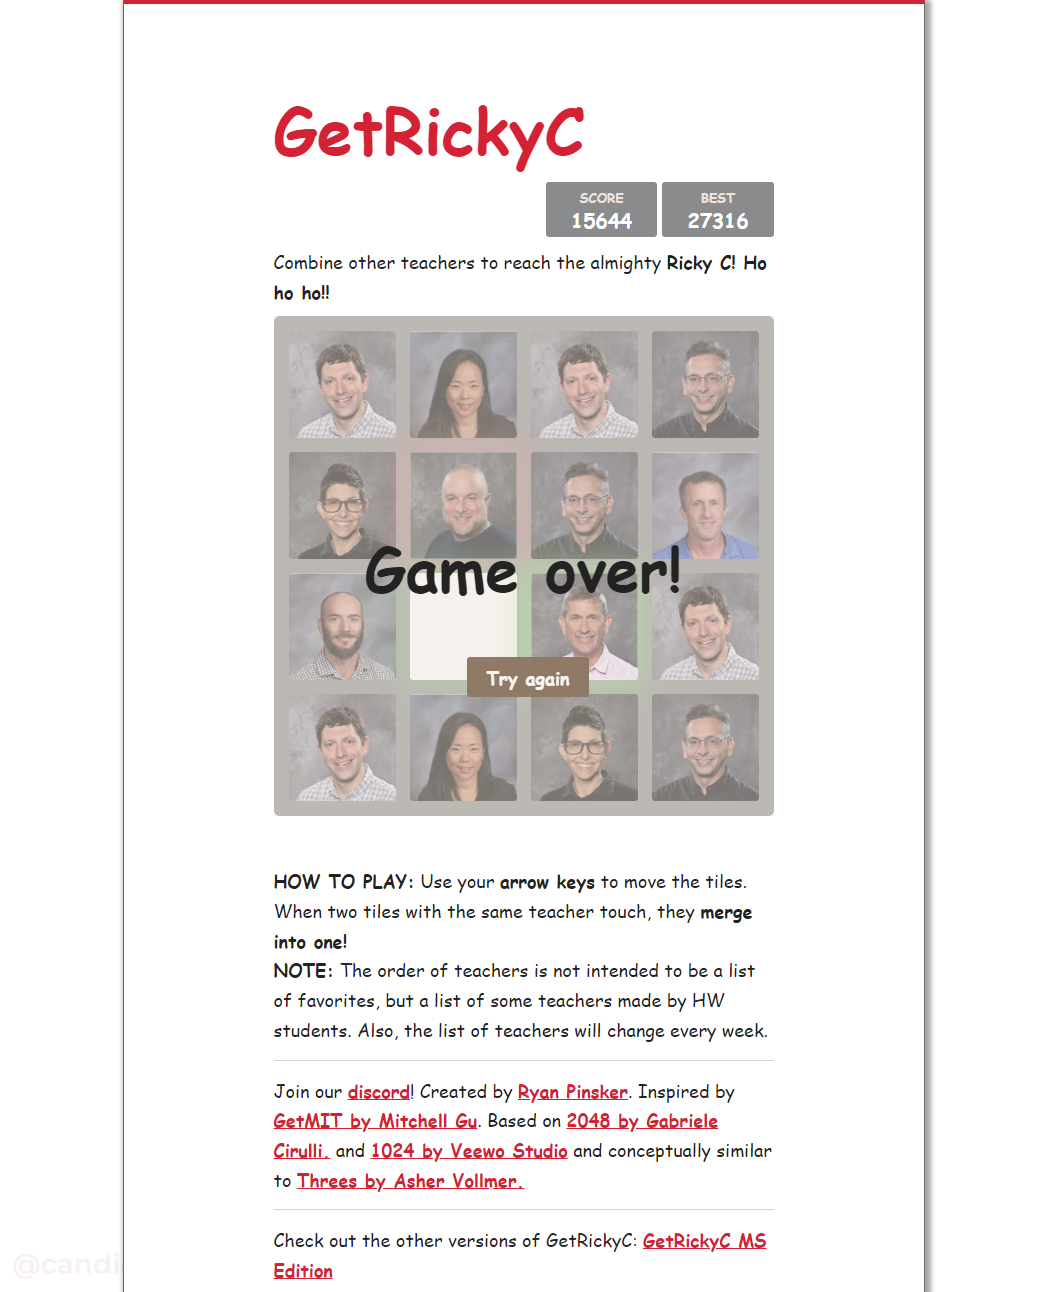 GetRickyC
SCORE
15644
BEST
27316
Combine other teachers to reach the almighty Ricky C! Ho
ho ho!!
Game over!
Try again
HOW TO PLAY: Use your arrow keys to move the tiles.
When two tiles with the same teacher touch, they merge
into one!
NOTE: The order of teachers is not intended to be a list
of favorites, but a list of some teachers made by HW
students. Also, the list of teachers will change every week.
Join our discord! Created by Ryan Pinsker. Inspired by
GetMIT by Mitchell Gu. Based on 2048 by Gabriele
Cirulli. and 1024 by Veewo Studio and conceptually similar
to Threes by Asher Vollmer.
Check out the other versions of GetRickyC: GetRickyC MS
Edition